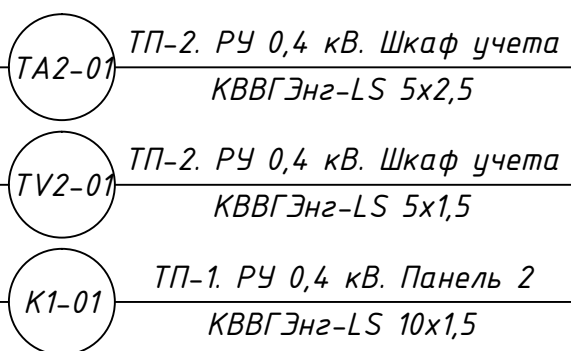 ТП-2. РУ 0,4 кВ. Шкаф учета
TA2-01
КВВГЭнг-LS 5x2,5
ТП-2. РУ 0,4 кВ. Шкаф учета
TV2-01
КВВГЭнг-LS 5x1,5
ТП-1. РУ 0,4 кВ. Панель 2
К1-01
КВВГЭнг-LS 10x1,5